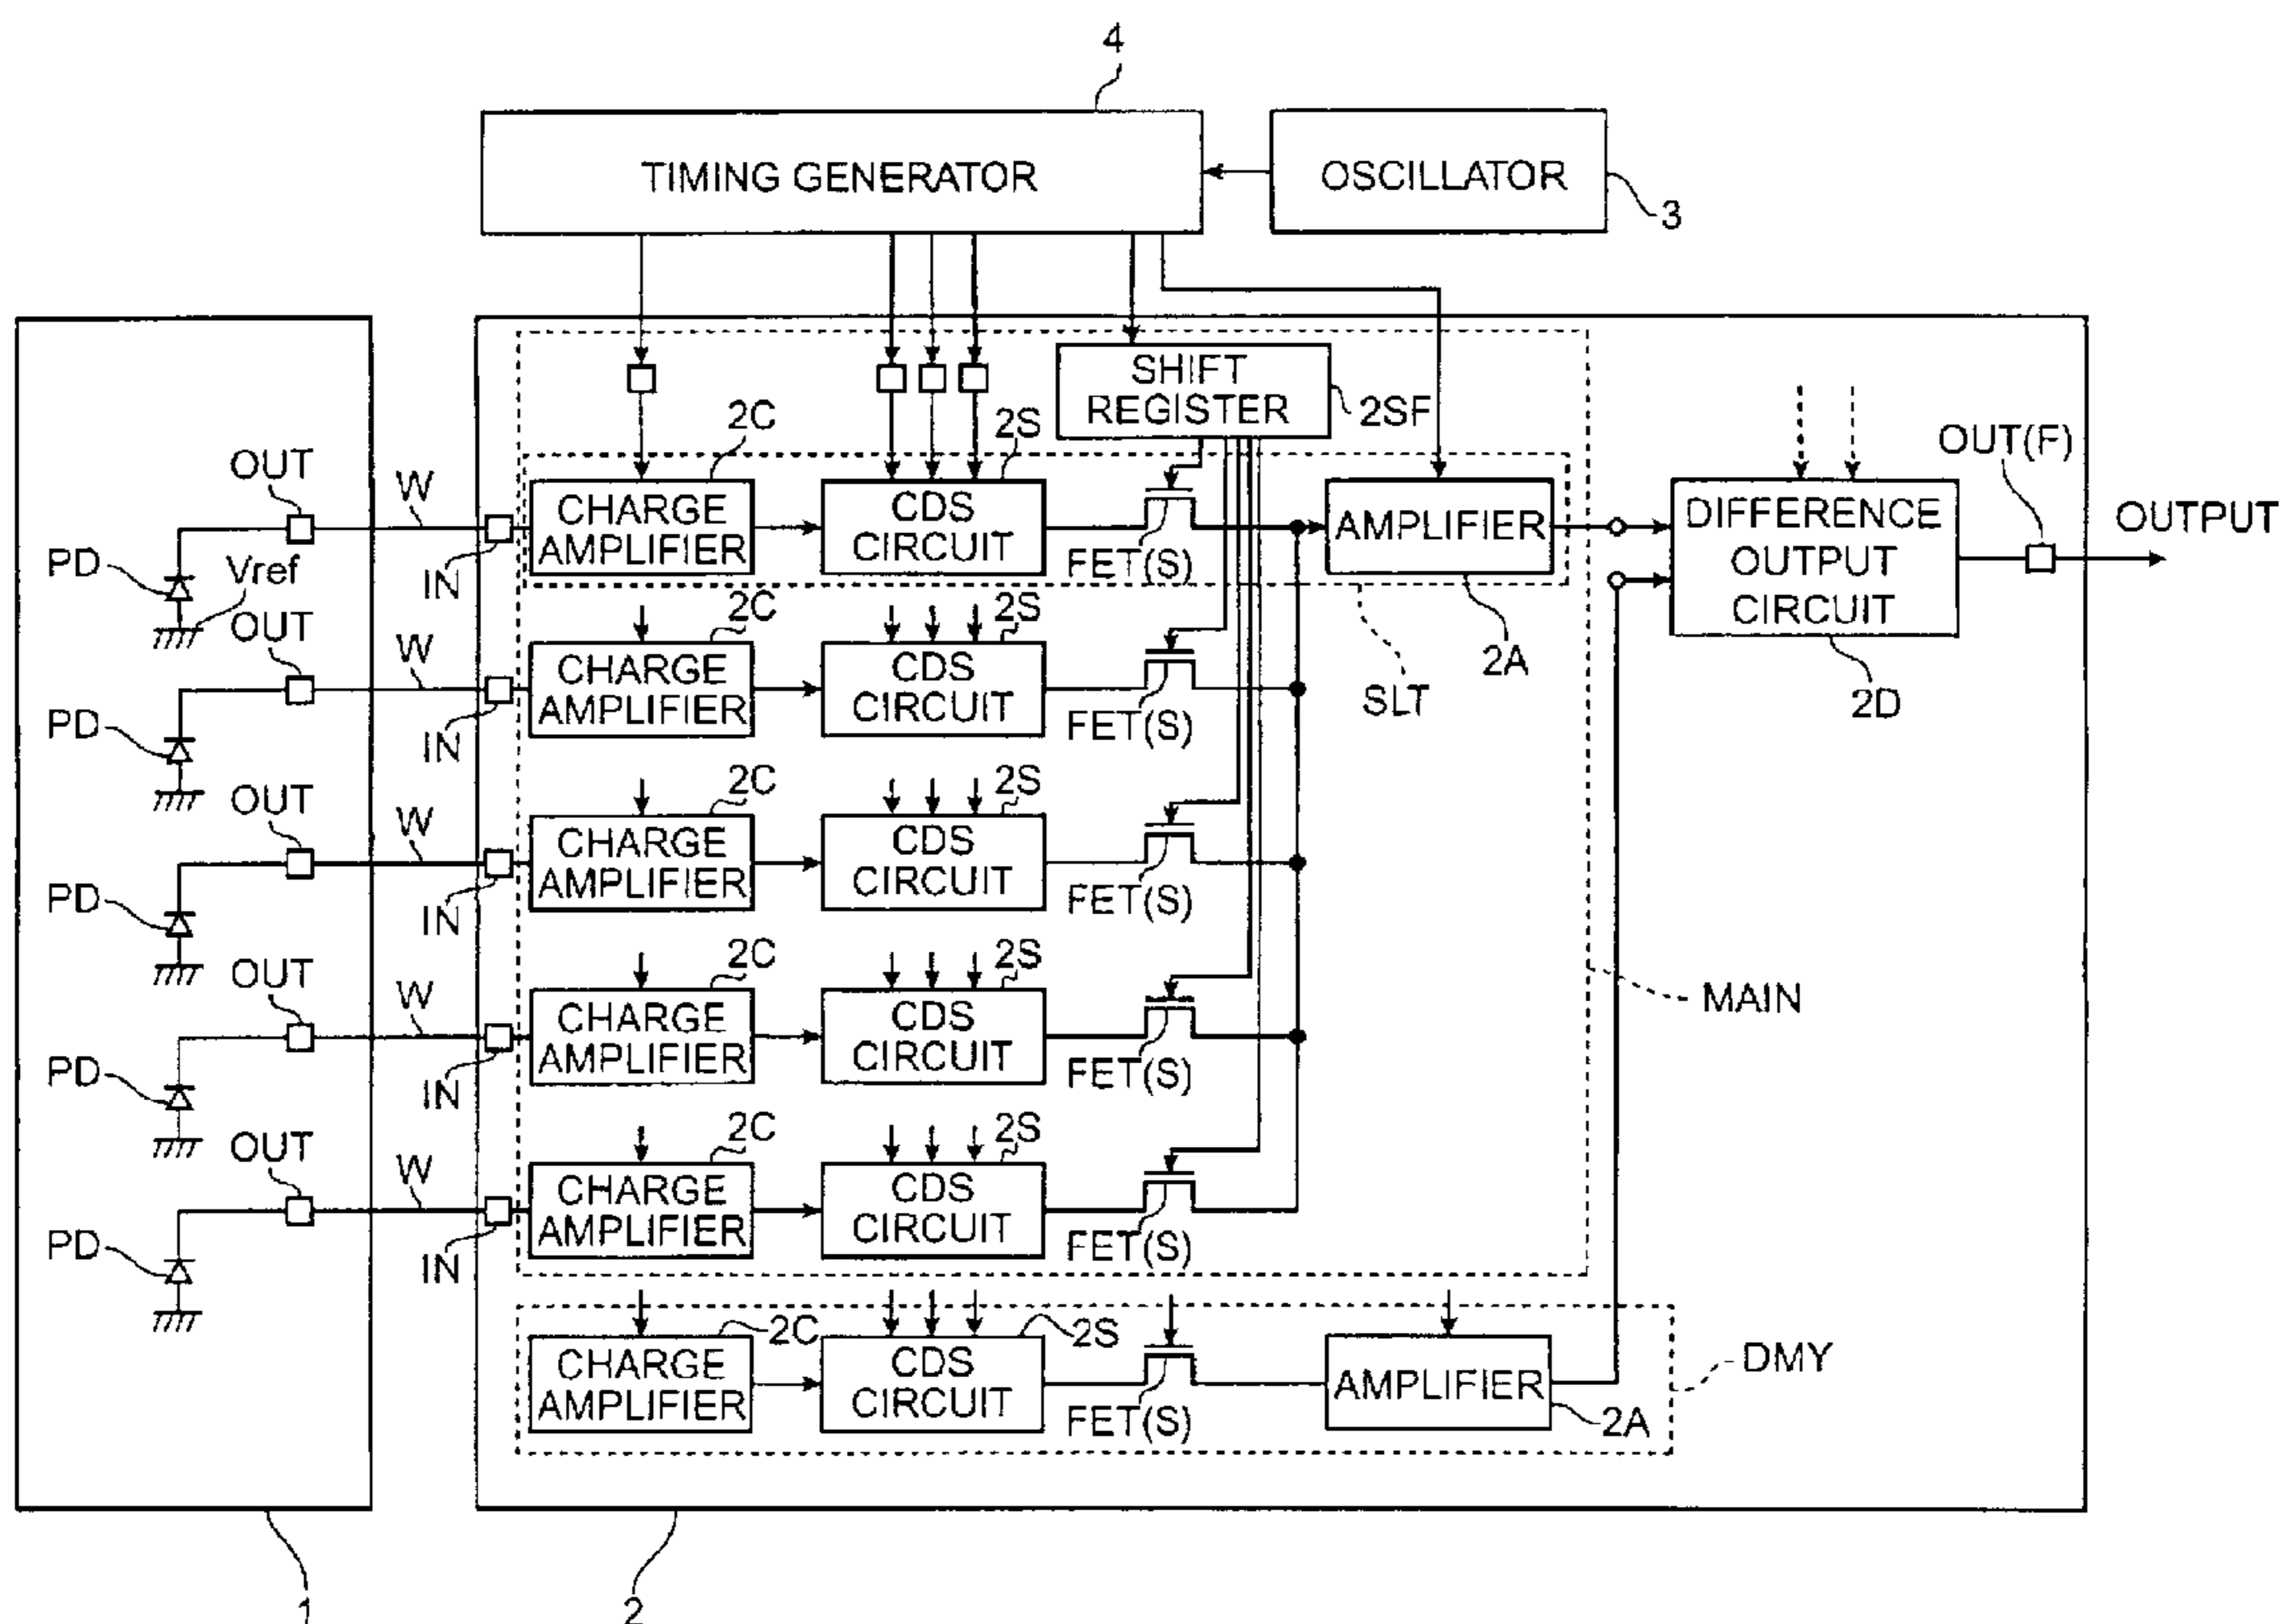 4
TIMING GENERATOR
OSCILLATOR
3
SHIFT
REGISTER
2SF
2C
2S
OUT
W
CHARGE
AMPLIFIER
CDS
CIRCUIT
AMPLIFIER
DIFFERENCE
OUTPUT
CIRCUIT
OUT(F)
OUTPUT
PD
Vref
IN
FET(S)
2A
SLT
2D
OUT
W
2C
2S
CHARGE
AMPLIFIER
CDS
CIRCUIT
PD
IN
FET(S)
OUT
W
2C
2S
CHARGE
AMPLIFIER
CDS
CIRCUIT
PD
IN
FET(S)
OUT
W
2C
2S
CHARGE
AMPLIFIER
CDS
CIRCUIT
MAIN
PD
IN
FET(S)
OUT
W
2C
2S
CHARGE
AMPLIFIER
CDS
CIRCUIT
PD
IN
FET(S)
2C
2S
CHARGE
AMPLIFIER
CDS
CIRCUIT
AMPLIFIER
DMY
FET(S)
2A
1
2